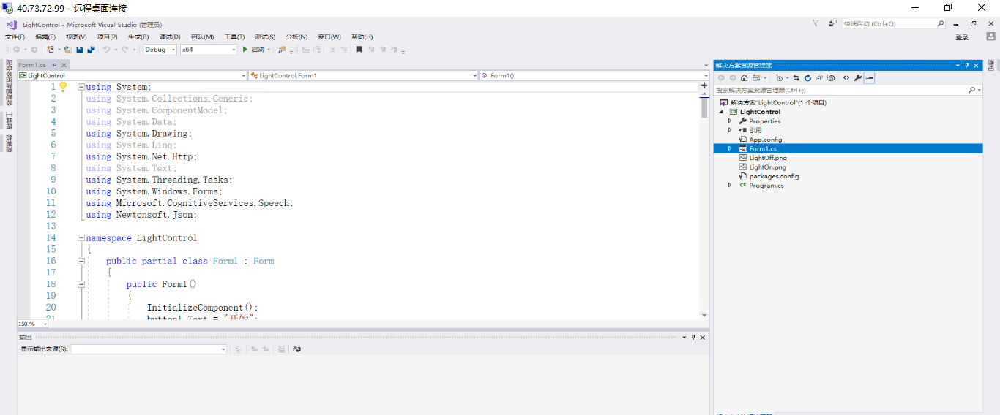 40.73.72.99 - 远程桌面连接
LightControl - Microsoft Visual Studio (管理员)
快速启动 (Ctrl+Q)
文件(F) 编辑(E) 视图(V) 项目(P) 生成(B) 调试(D) 团队(M) 工具(T) 测试(S) 分析(N) 窗口(W) 帮助(H)
登录
Debug x64 启动
Form1.cs
LightControl LightControl.Form1 Form1()
1 using System;
2 using System.Collections.Generic;
3 using System.ComponentModel;
4 using System.Data;
5 using System.Drawing;
6 using System.Linq;
7 using System.Net.Http;
8 using System.Text;
9 using System.Threading.Tasks;
10 using System.Windows.Forms;
11 using Microsoft.CognitiveServices.Speech;
12 using Newtonsoft.Json;
13
14 namespace LightControl
15 {
16 public partial class Form1 : Form
17 {
18 public Form1()
19 {
20 InitializeComponent();
21 button1.Text = "开始";
150 %
输出
显示输出来源(S):
解决方案资源管理器
搜索解决方案资源管理器(Ctrl+;)
解决方案"LightControl"(1 个项目)
LightControl
Properties
引用
App.config
Form1.cs
LightOff.png
LightOn.png
packages.config
Program.cs
工具箱